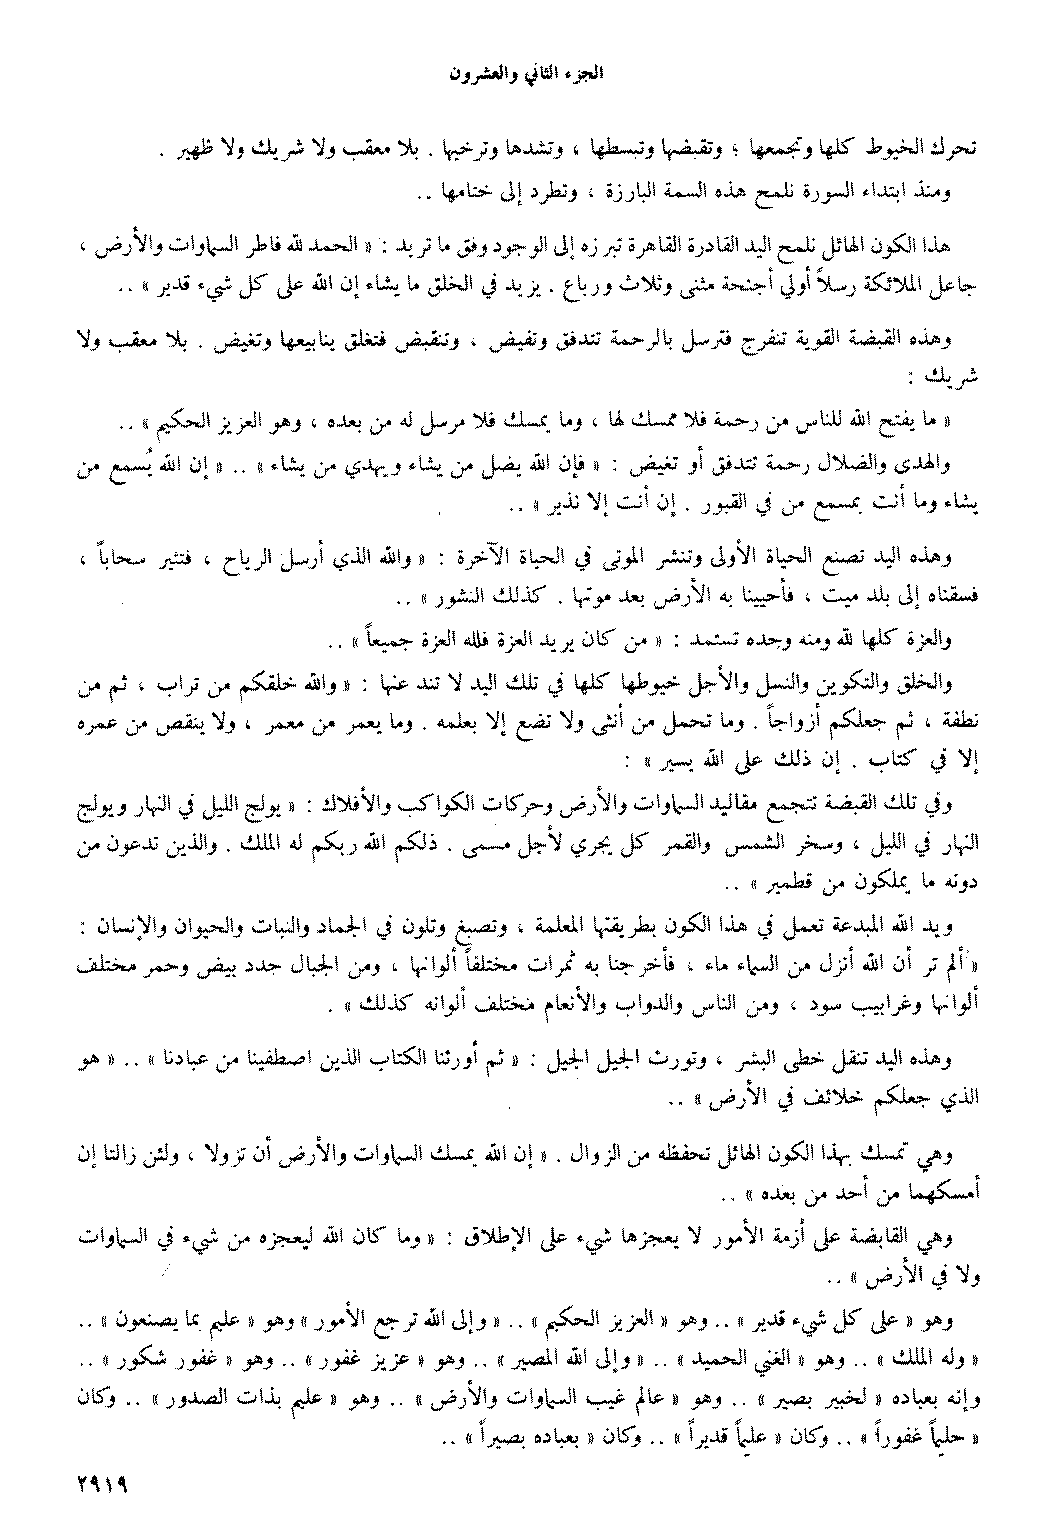 الجزء الثاني والعشرون
تحرك الخيوط كلها وتجمعها ؛ وتقبضها وتبسطها ، وتشدها وترخيها . بلا معقب ولا شريك ولا ظهير .
ومنذ ابتداء السورة نلمح هذه السمة البارزة ، وتطرد إلى ختامها ..
هذا الكون الهائل نلمح اليد القادرة القاهرة تبرزه إلى الوجود وفق ما تريد : « الحمد لله فاطر السماوات والأرض ،
جاعل الملائكة رسلاً أولي أجنحة مثنى وثلاث ورباع . يزيد في الخلق ما يشاء إن الله على كل شيء قدير » ..
وهذه القبضة القوية تنفرج فترسل بالرحمة تتدفق وتفيض ، وتنقبض فتغلق ينابيعها وتغيض . بلا معقب ولا
شريك :
« ما يفتح الله للناس من رحمة فلا ممسك لها ، وما يمسك فلا مرسل له من بعده ، وهو العزيز الحكيم » ..
والهدى والضلال رحمة تتدفق أو تغيض : « فإن الله يضل من يشاء ويهدي من يشاء » .. « إن الله يُسمع من
يشاء وما أنت بمسمع من في القبور . إن أنت إلا نذير » ..
وهذه اليد تصنع الحياة الأولى وتنشر الموتى في الحياة الآخرة : « والله الذي أرسل الرياح ، فتثير سحاباً ،
فسقناه إلى بلد ميت ، فأحيينا به الأرض بعد موتها . كذلك النشور » ..
والعزة كلها لله ومنه وحده تستمد : « من كان يريد العزة فلله العزة جميعاً » ..
والخلق والتكوين والنسل والأجل خيوطها كلها في تلك اليد لا تند عنها : « والله خلقكم من تراب ، ثم من
نطفة ، ثم جعلكم أزواجاً . وما تحمل من أنثى ولا تضع إلا بعلمه . وما يعمر من معمر ، ولا ينقص من عمره
إلا في كتاب . إن ذلك على الله يسير » :
وفي تلك القبضة تتجمع مقاليد السماوات والأرض وحركات الكواكب والأفلاك : « يولج الليل في النهار ويولج
النهار في الليل ، وسخر الشمس والقمر كل يجري لأجل مسمى . ذلكم الله ربكم له الملك . والذين تدعون من
دونه ما يملكون من قطمير » ..
ويد الله المبدعة تعمل في هذا الكون بطريقتها المعلمة ، وتصبغ وتلون في الجماد والنبات والحيوان والإنسان :
« ألم تر أن الله أنزل من السماء ماء ، فأخرجنا به ثمرات مختلفاً ألوانها ، ومن الجبال جدد بيض وحمر مختلف
ألوانها وغرابيب سود ، ومن الناس والدواب والأنعام مختلف ألوانه كذلك » .
وهذه اليد تنقل خطى البشر ، وتورث الجيل الجيل : « ثم أورثنا الكتاب الذين اصطفينا من عبادنا » .. « هو
الذي جعلكم خلائف في الأرض » ..
وهي تمسك بهذا الكون الهائل تحفظه من الزوال . « إن الله يمسك السماوات والأرض أن تزولا ، ولئن زالتا إن
أمسكهما من أحد من بعده » ..
وهي القابضة على أزمة الأمور لا يعجزها شيء على الإطلاق : « وما كان الله ليعجزه من شيء في السماوات
ولا في الأرض » ..
وهو « على كل شيء قدير » .. وهو « العزيز الحكيم » .. « وإلى الله ترجع الأمور » وهو « عليم بما يصنعون » ..
« وله الملك » .. وهو « الغني الحميد » .. « وإلى الله المصير » .. وهو « عزيز غفور » .. وهو « غفور شكور » ..
وإنه بعباده « لخبير بصير » .. وهو « عالم غيب السماوات والأرض » .. وهو « عليم بذات الصدور » .. وكان
« حليماً غفوراً » .. وكان « عليماً قديراً » .. وكان « بعباده بصيراً » ..
٢٩١٩